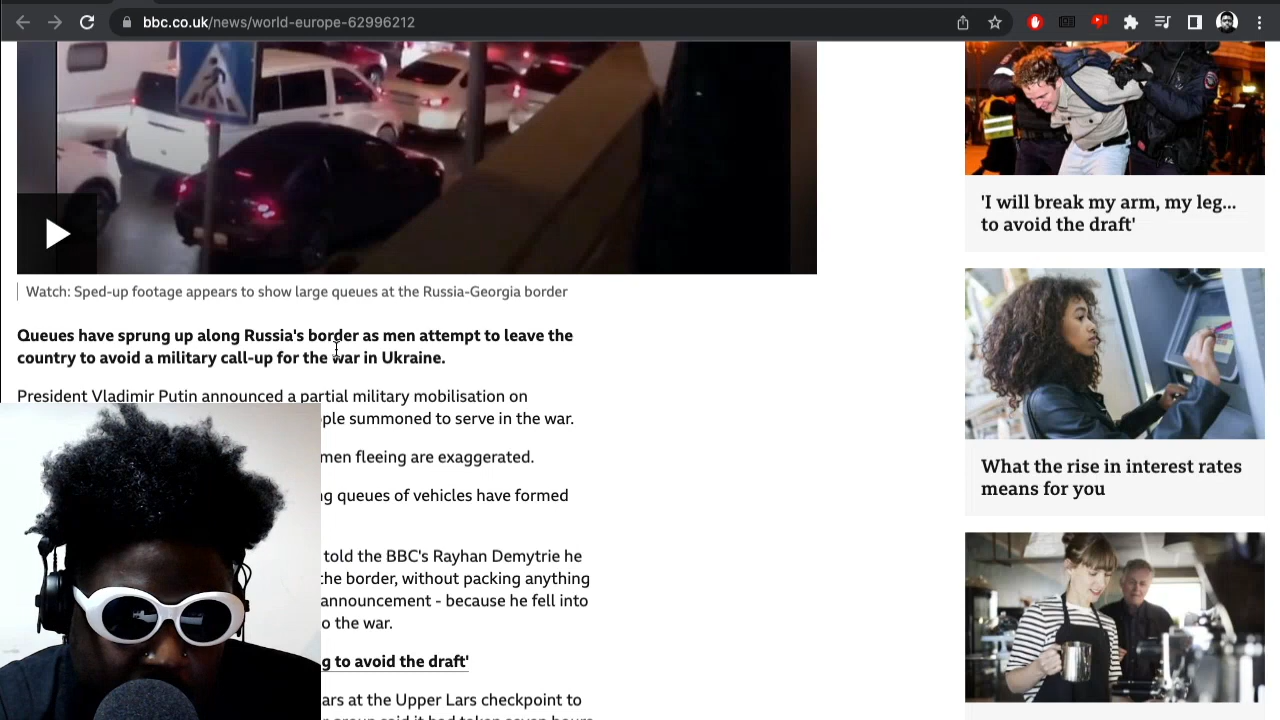 bbc.co.uk/news/world-europe-62996212
Watch: Sped-up footage appears to show large queues at the Russia-Georgia border
Queues have sprung up along Russia's border as men attempt to leave the
country to avoid a military call-up for the war in Ukraine.
President Vladimir Putin announced a partial military mobilisation on
ple summoned to serve in the war.
men fleeing are exaggerated.
ng queues of vehicles have formed
told the BBC's Rayhan Demytrie he
the border, without packing anything
announcement - because he fell into
o the war.
g to avoid the draft'
ars at the Upper Lars checkpoint to
'I will break my arm, my leg...
to avoid the draft'
What the rise in interest rates
means for you